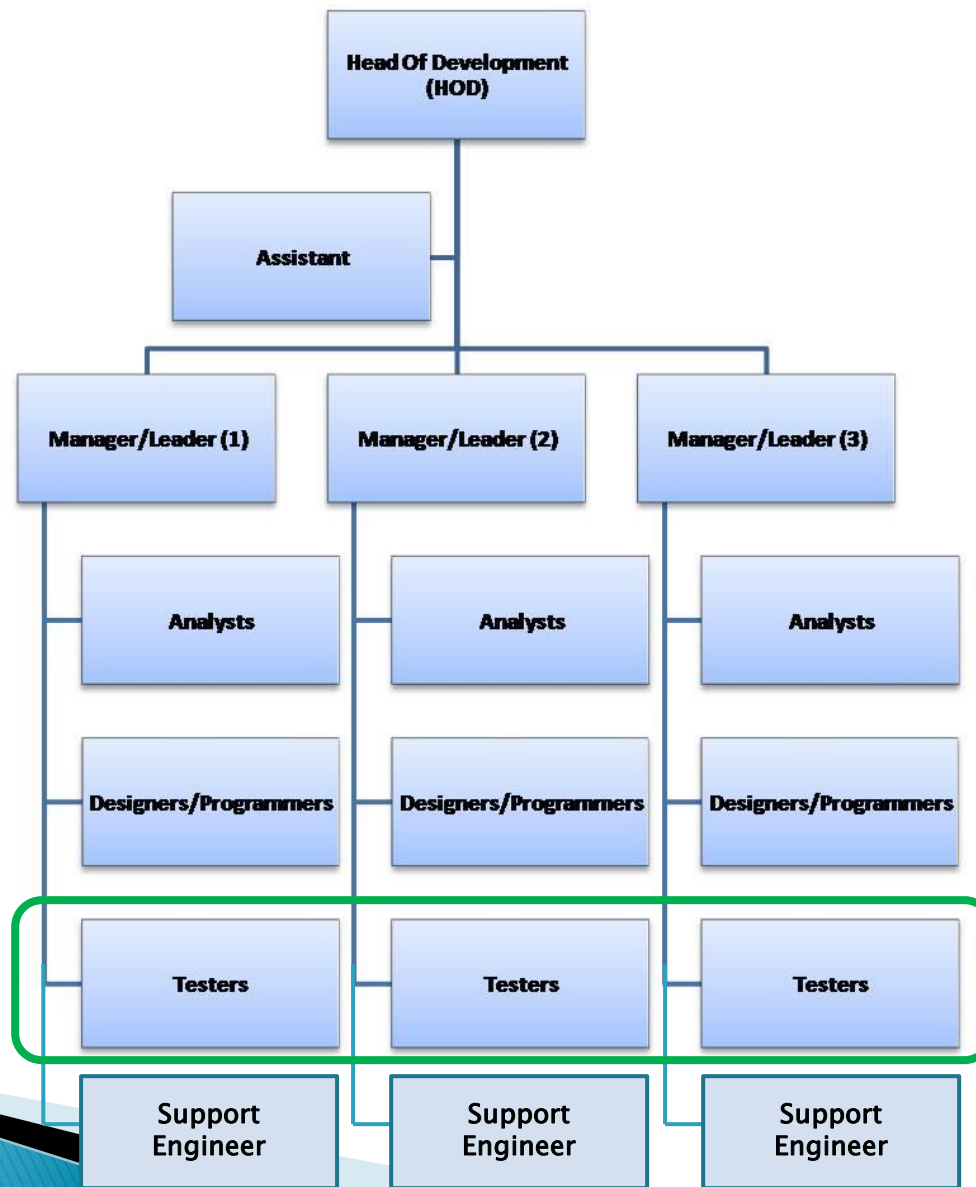 Head Of Development
(HOD)
Assistant
Manager/Leader (1)
Manager/Leader (2)
Manager/Leader (3)
Analysts
Analysts
Analysts
Designers/Programmers
Designers/Programmers
Designers/Programmers
Testers
Testers
Testers
Support
Engineer
Support
Engineer
Support
Engineer